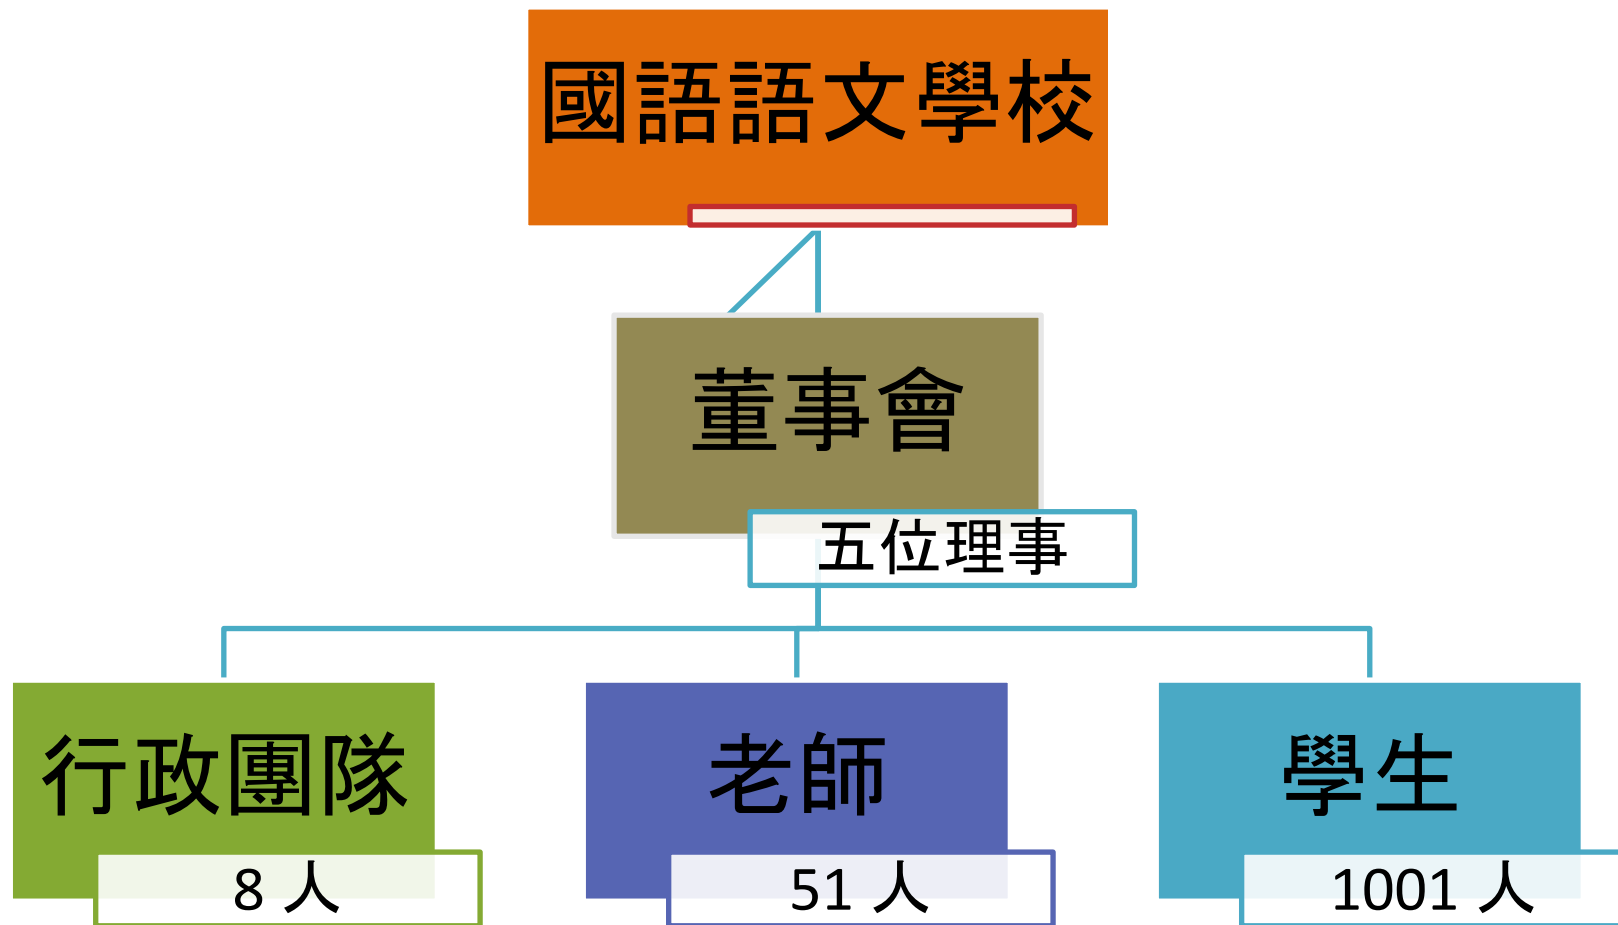 國語語文學校
董事會
五位理事
行政團隊
8 人
老師
51 人
學生
1001 人